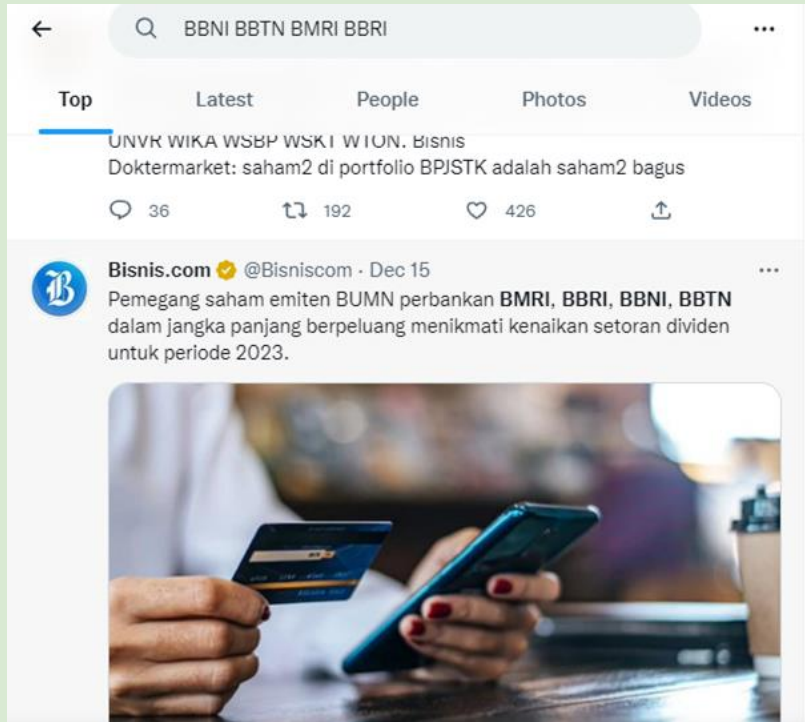 BBNI BBTN BMRI BBRI
Top Latest People Photos Videos
UNVR WIKA WSBP WSKT WTON. Bisnis
Doktermarket: saham2 di portfolio BPJSTK adalah saham2 bagus
36 192 426
Bisnis.com @Bisniscom · Dec 15
Pemegang saham emiten BUMN perbankan BMRI, BBRI, BBNI, BBTN
dalam jangka panjang berpeluang menikmati kenaikan setoran dividen
untuk periode 2023.